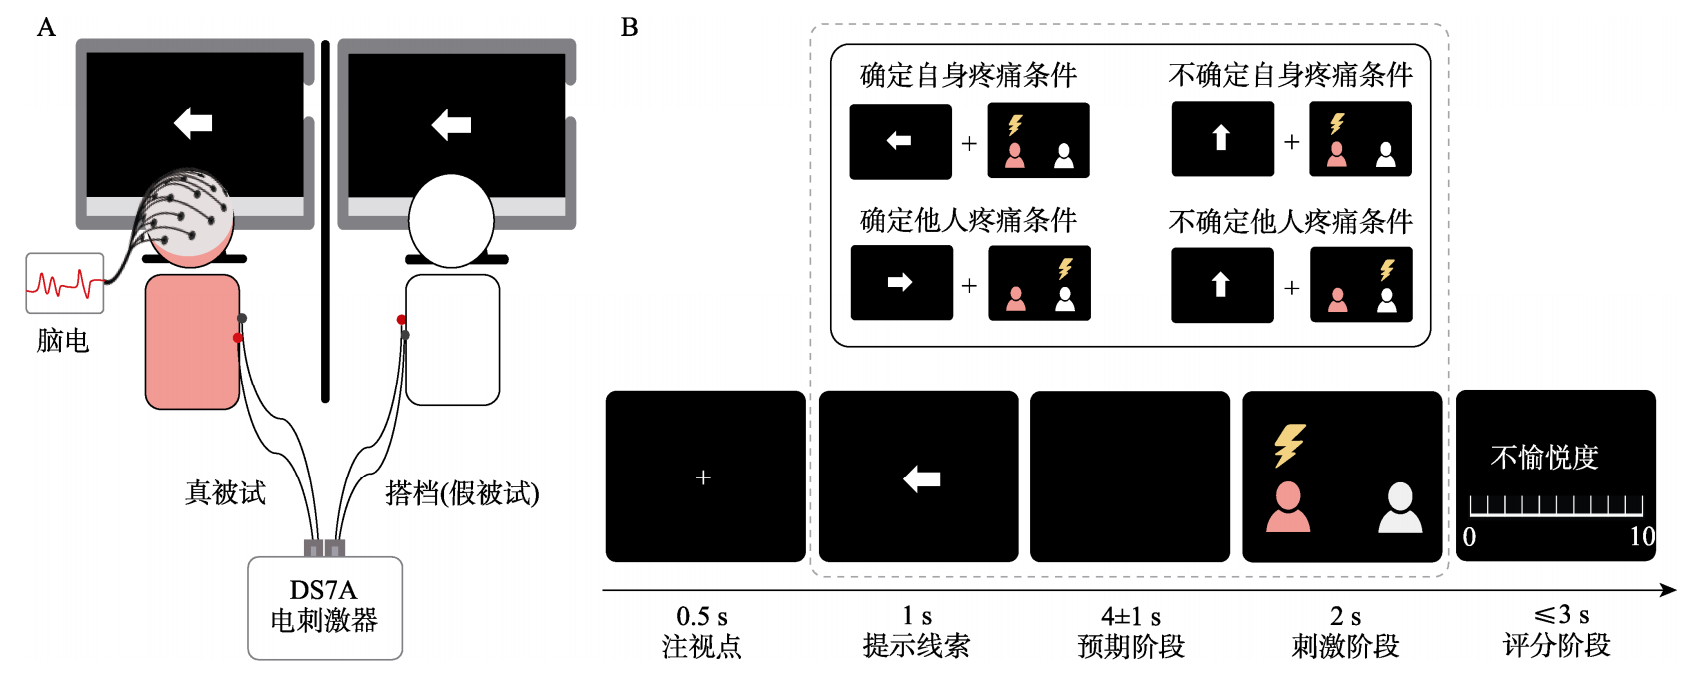 A
脑电
真被试
搭档(假被试)
DS7A
电刺激器
B
确定自身疼痛条件
不确定自身疼痛条件
+
+
确定他人疼痛条件
不确定他人疼痛条件
+
+
+
不愉悦度
0
10
0.5 s
注视点
1 s
提示线索
4±1 s
预期阶段
2 s
刺激阶段
≤3 s
评分阶段